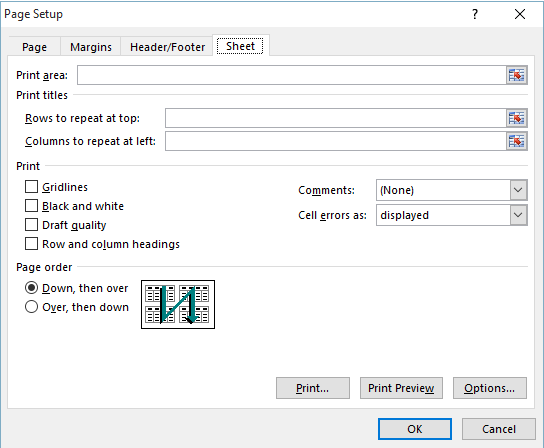 Page Setup
? ×
Page
Margins
Header/Footer
Sheet
Print area:
Print titles
Rows to repeat at top:
Columns to repeat at left:
Print
Gridlines
Comments: (None)
Black and white
Cell errors as: displayed
Draft quality
Row and column headings
Page order
Down, then over
Over, then down
Print...
Print Preview
Options...
OK
Cancel